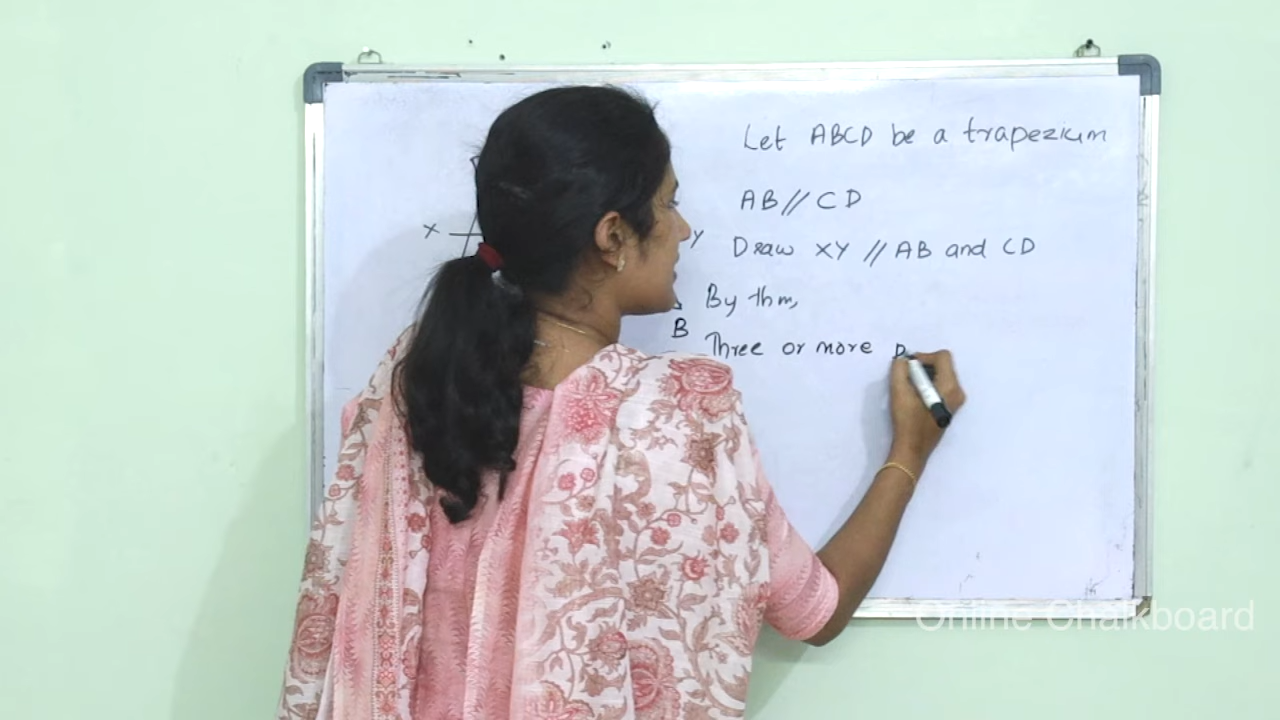 Let ABCD be a trapezium
AB // CD
X
Y
Draw XY // AB and CD
By thm,
B
Three or more p
Online Chalkboard